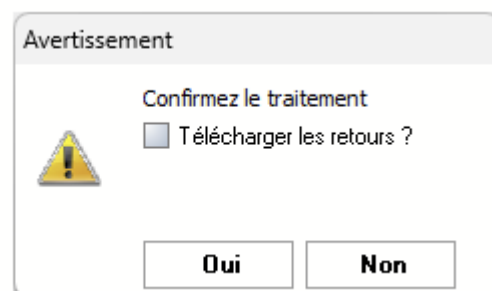 Avertissement
Confirmez le traitement
Télécharger les retours ?
Oui Non